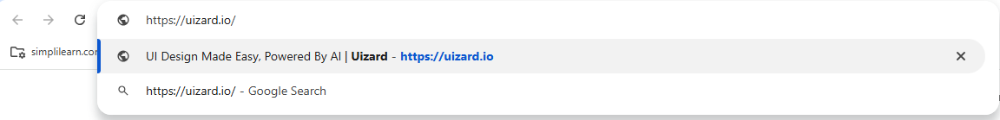 https://uizard.io/
simplilearn.cor
UI Design Made Easy, Powered By AI | Uizard - https://uizard.io
https://uizard.io/ - Google Search